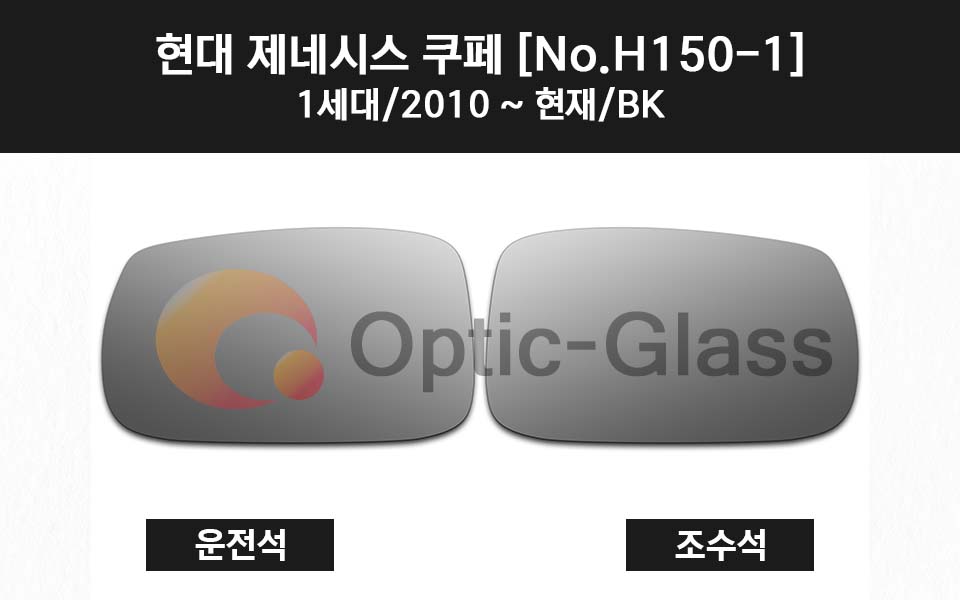 현대 제네시스 쿠페 [No.H150-1]
1세대/2010 ~ 현재/BK
Optic-Glass
운전석
조수석